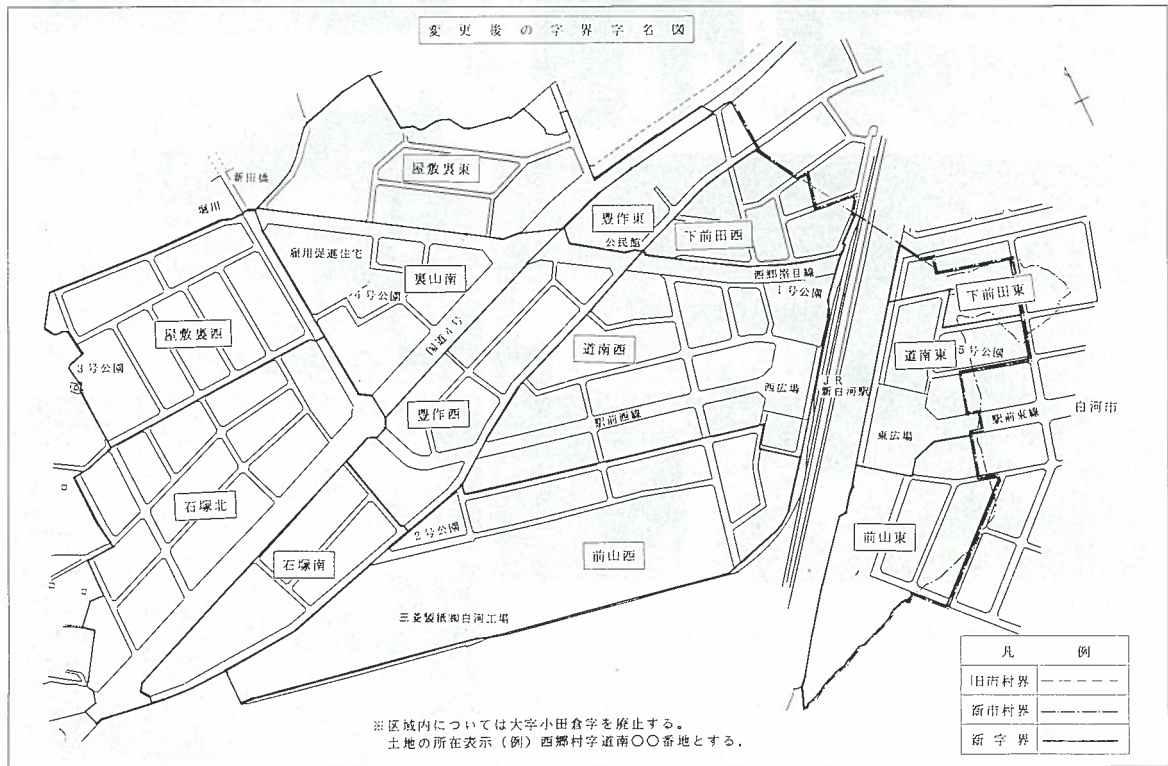 変更後の字界字名図
屋敷裏東
新田橋
堀川
豊作東
公民館
下前田西
雇用促進住宅
裏山南
4号公園
西郷瀬目線
1号公園
下前田東
屋敷裏西
国道4号
道南西
道南東
5号公園
3号公園
西広場
JR
新白河駅
豊作西
駅前西線
東広場
駅前東線
白河市
石塚北
2号公園
前山西
前山東
石塚南
三菱製紙㈱白河工場
凡例
旧市村界
新市村界
新字界
※区域内については大字小田倉字を廃止する。
土地の所在表示(例)西郷村字道南〇〇番地とする.